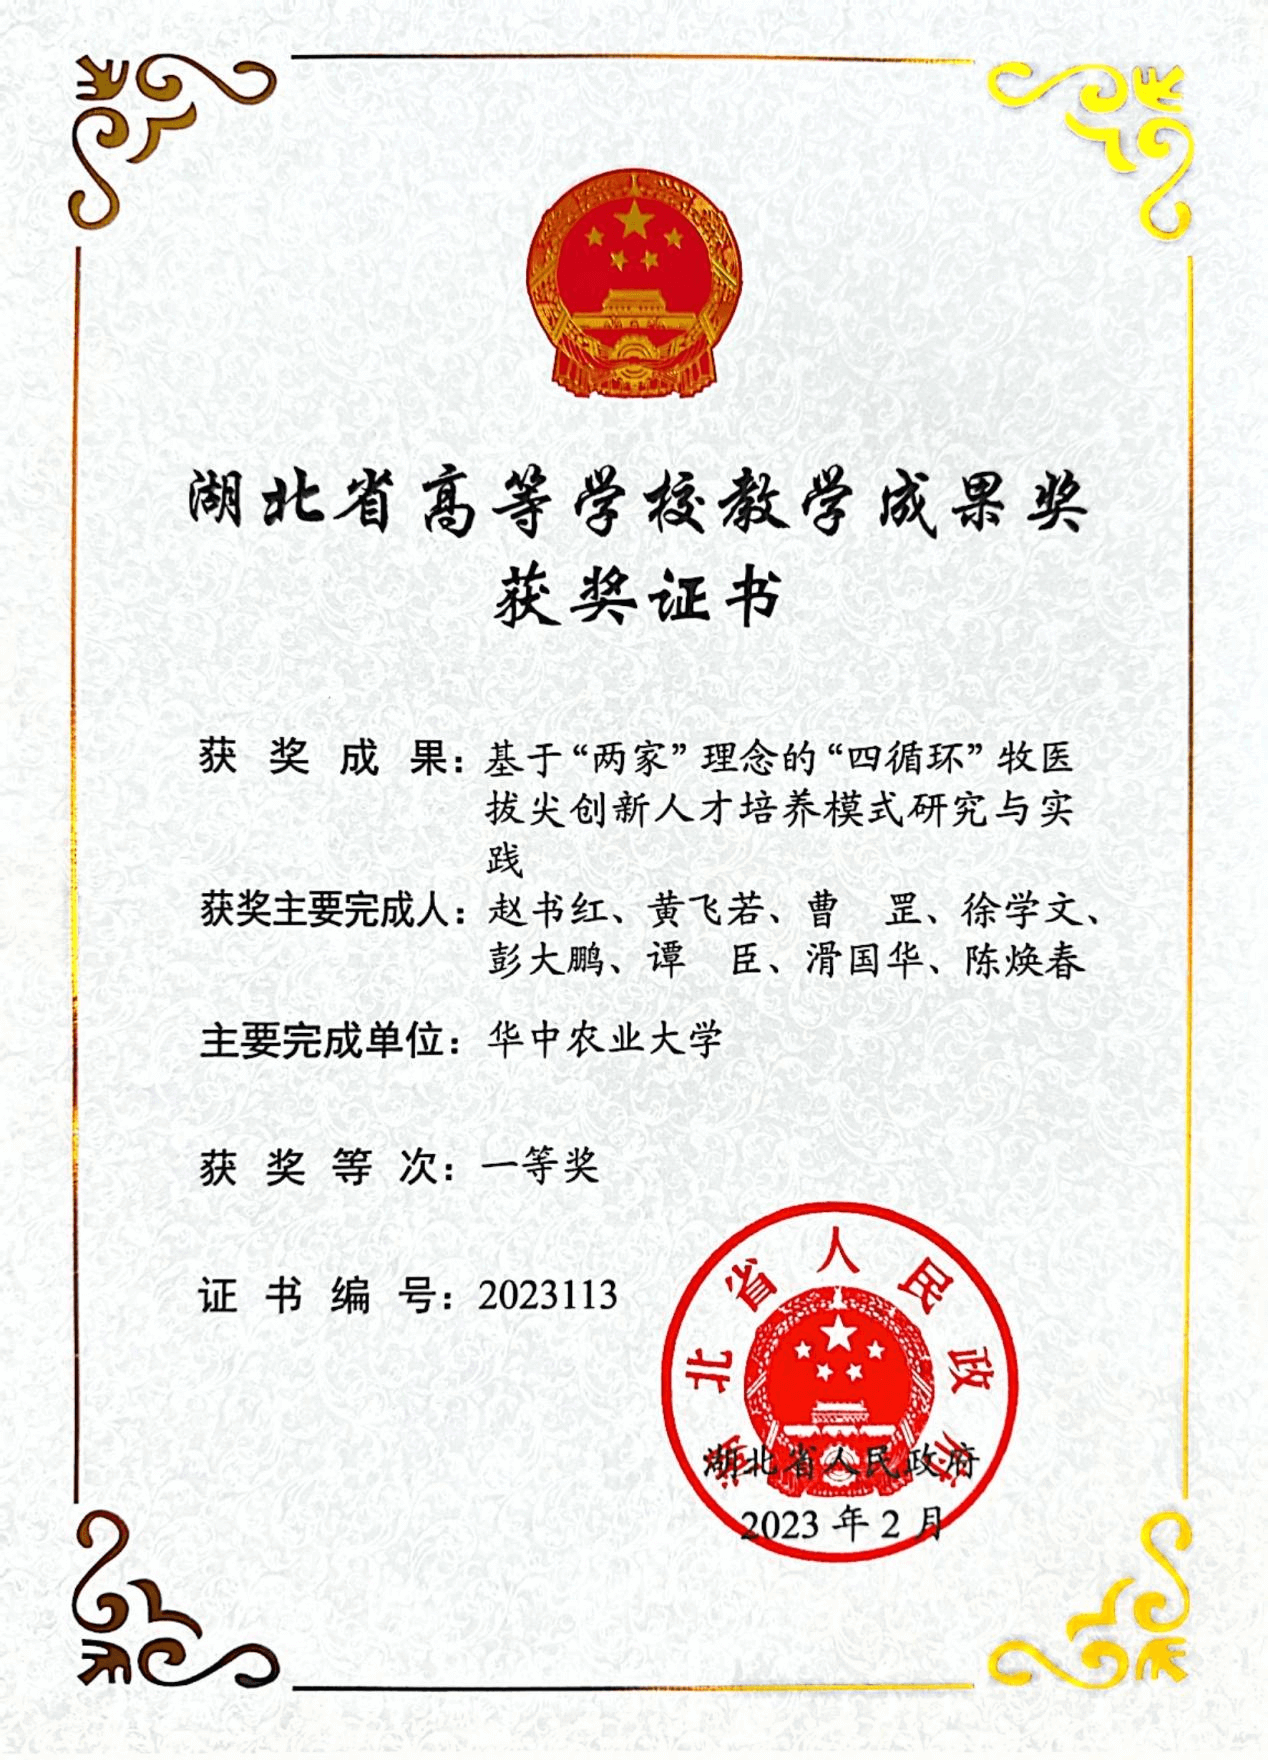 湖北省高等学校教学成果奖
获奖证书
获奖成果：基于“两家”理念的“四循环”牧医
拔尖创新人才培养模式研究与实
践
获奖主要完成人：赵书红、黄飞若、曹　罡、徐学文、
彭大鹏、谭　臣、滑国华、陈焕春
主要完成单位：华中农业大学
获奖等次：一等奖
证书编号：2023113
湖北省人民政府
湖北省人民政府
2023 年 2 月